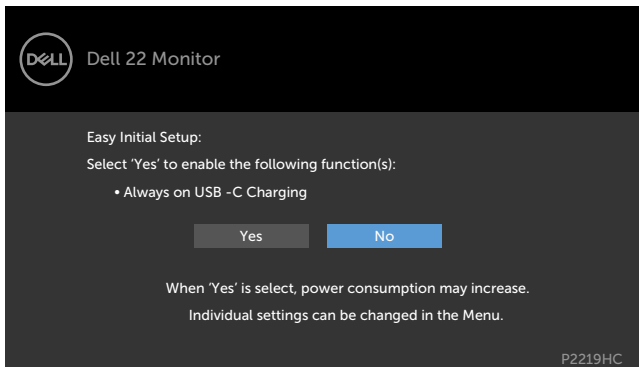 DELL
Dell 22 Monitor
Easy Initial Setup:
Select ‘Yes’ to enable the following function(s):
• Always on USB -C Charging
Yes No
When ‘Yes’ is select, power consumption may increase.
Individual settings can be changed in the Menu.
P2219HC